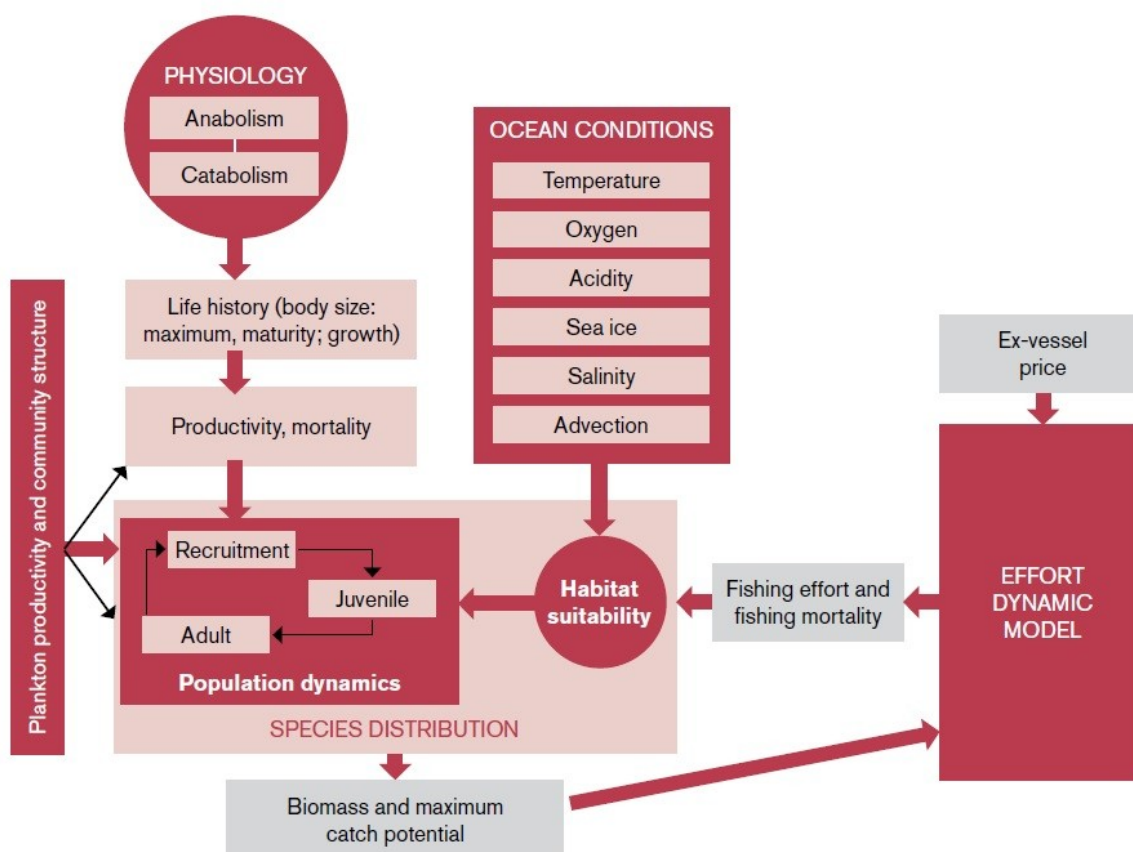 PHYSIOLOGY
Anabolism
Catabolism
Life history (body size:
maximum, maturity; growth)
Productivity, mortality
Plankton productivity and community structure
OCEAN CONDITIONS
Temperature
Oxygen
Acidity
Sea ice
Salinity
Advection
Recruitment
Juvenile
Adult
Population dynamics
Habitat
suitability
SPECIES DISTRIBUTION
Biomass and maximum
catch potential
Fishing effort and
fishing mortality
Ex-vessel
price
EFFORT
DYNAMIC
MODEL